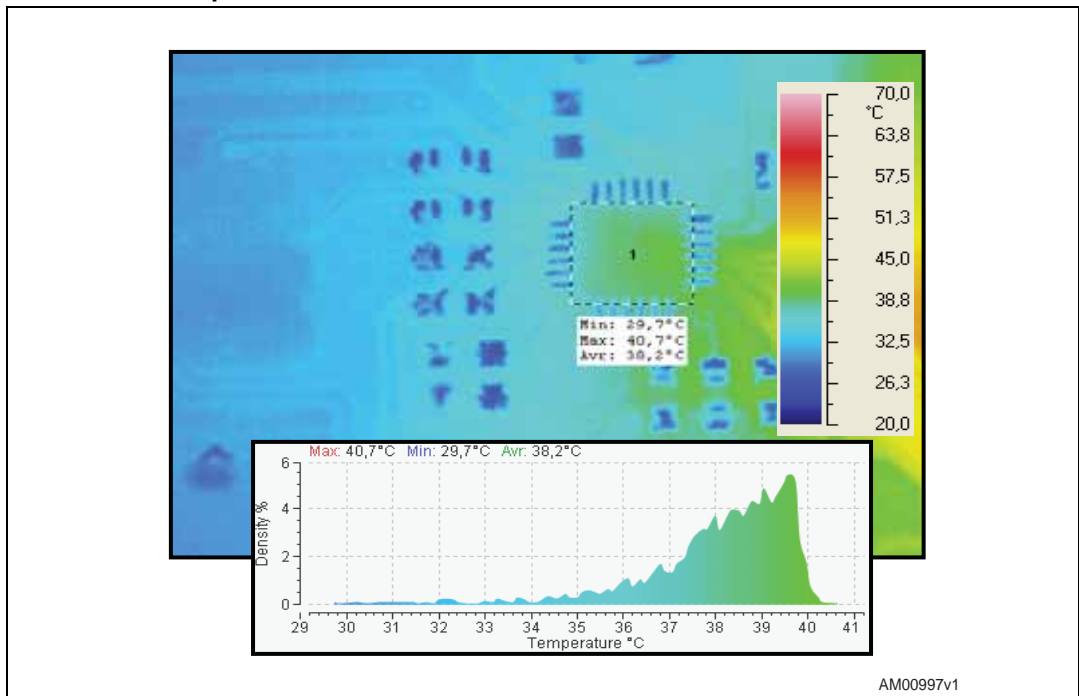 70,0
°C
63,8
57,5
51,3
45,0
38,8
32,5
26,3
20,0
1
Min: 29,7°C
Max: 40,7°C
Avr: 38,2°C
Max: 40,7°C Min: 29,7°C Avr: 38,2°C
Density %
6
4
2
0
29 30 31 32 33 34 35 36 37 38 39 40 41
Temperature °C
AM00997v1